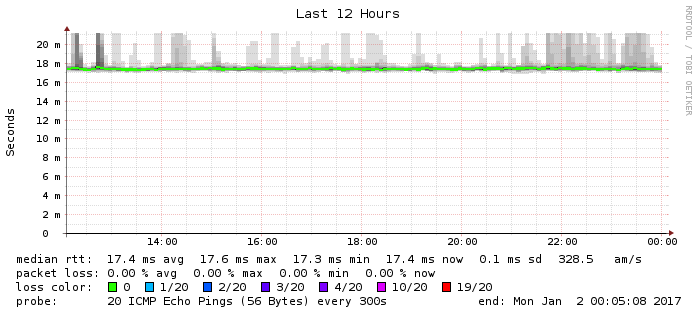 Last 12 Hours
RRDTOOL / TOBI OETIKER
Seconds
20 m
18 m
16 m
14 m
12 m
10 m
8 m
6 m
4 m
2 m
0
14:00 16:00 18:00 20:00 22:00 00:00
median rtt: 17.4 ms avg 17.6 ms max 17.3 ms min 17.4 ms now 0.1 ms sd 328.5 am/s
packet loss: 0.00 % avg 0.00 % max 0.00 % min 0.00 % now
loss color: 0 1/20 2/20 3/20 4/20 10/20 19/20
probe: 20 ICMP Echo Pings (56 Bytes) every 300s end: Mon Jan 2 00:05:08 2017